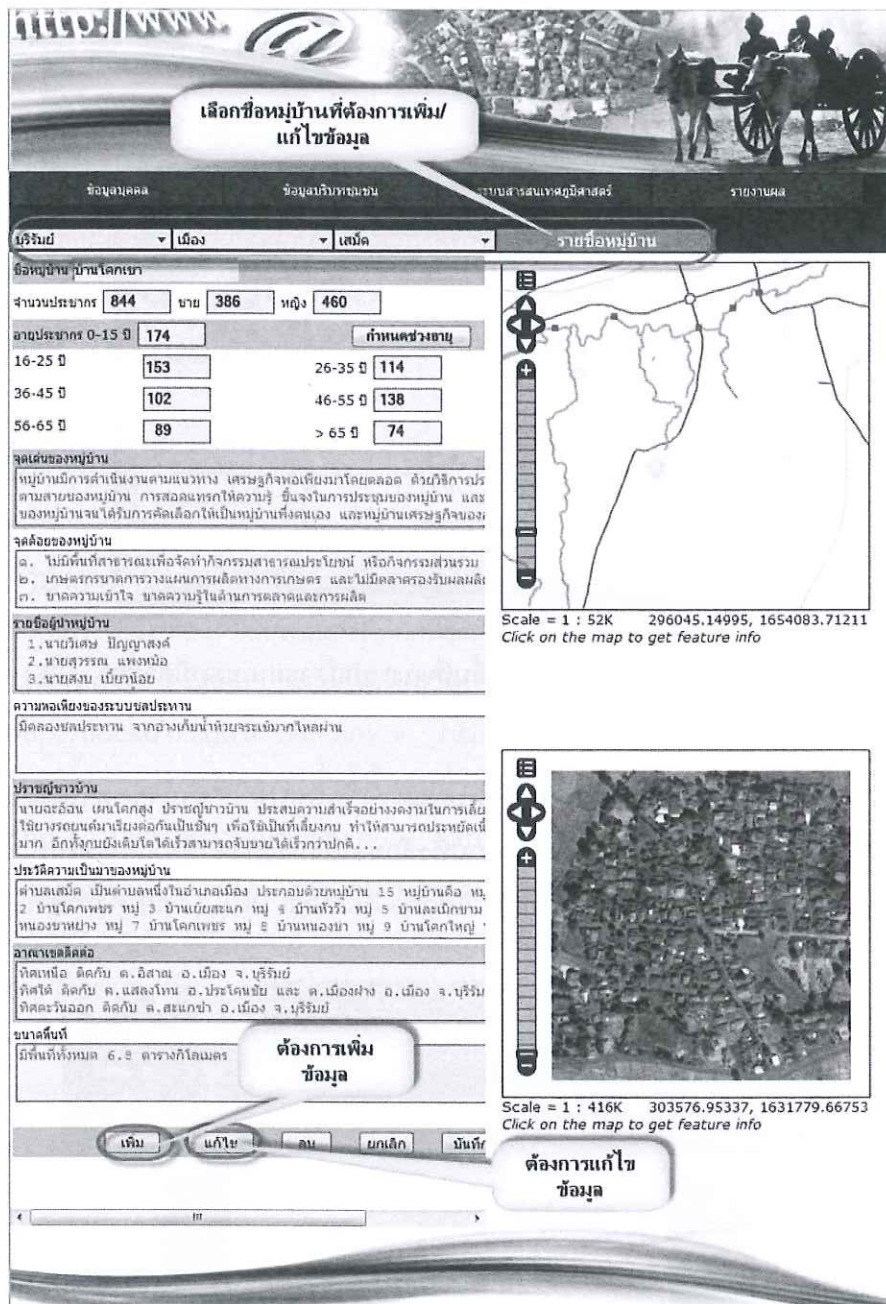 http://www.
@
เลือกชื่อหมู่บ้านที่ต้องการเพิ่ม/
แก้ไขข้อมูล
ข้อมูลบุคคล ข้อมูลบริบทชุมชน ระบบสารสนเทศภูมิศาสตร์ รายงานผล
บุรีรัมย์ เมือง เสม็ด รายชื่อหมู่บ้าน
ชื่อหมู่บ้าน บ้านโคกเขา
จำนวนประชากร 844 ชาย 386 หญิง 460
อายุประชากร 0-15 ปี 174 กำหนดช่วงอายุ
16-25 ปี 153 26-35 ปี 114
36-45 ปี 102 46-55 ปี 138
56-65 ปี 89 > 65 ปี 74
จุดเด่นของหมู่บ้าน
หมู่บ้านมีการดำเนินงานตามแนวทาง เศรษฐกิจพอเพียงมาโดยตลอด ด้วยวิธีการประ
ตามสายของหมู่บ้าน การสอดแทรกให้ความรู้ ชี้แจงในการประชุมของหมู่บ้าน และ
ของหมู่บ้านจนได้รับการคัดเลือกให้เป็นหมู่บ้านพึ่งตนเอง และหมู่บ้านเศรษฐกิจของ
จุดด้อยของหมู่บ้าน
๑. ไม่มีพื้นที่สาธารณะเพื่อจัดทำกิจกรรมสาธารณประโยชน์ หรือกิจกรรมส่วนรวม
๒. เกษตรกรขาดการวางแผนการผลิตทางการเกษตร และไม่มีตลาดรองรับผลผลิ
๓. ขาดความเข้าใจ ขาดความรู้ในด้านการตลาดและการผลิต
รายชื่อผู้นำหมู่บ้าน
1.นายวิเศษ ปัญญาสงค์
2.นายสุวรรณ แพงหม้อ
3.นายสงบ เบี้ยวน้อย
ความพอเพียงของระบบชลประทาน
มีคลองชลประทาน จากอ่างเก็บน้ำห้วยจระเข้มากไหลผ่าน
ปราชญ์ชาวบ้าน
นายฉะอ้อน เผนโคกสูง ปราชญ์ชาวบ้าน ประสบความสำเร็จอย่างงดงามในการเลี้ย
ใช้ยางรถยนต์มาเรียงต่อกันเป็นชั้นๆ เพื่อใช้เป็นที่เลี้ยงกบ ทำให้สามารถประหยัดเนื้
มาก อีกทั้งกบยังเติบโตได้เร็วสามารถจับขายได้เร็วกว่าปกติ...
ประวัติความเป็นมาของหมู่บ้าน
ตำบลเสม็ด เป็นตำบลหนึ่งในอำเภอเมือง ประกอบด้วยหมู่บ้าน 15 หมู่บ้านคือ หมู
2 บ้านโคกเพชร หมู่ 3 บ้านเย้ยสะแก หมู่ 4 บ้านหัววัว หมู่ 5 บ้านละเมิกขาม
หนองขาหย่าง หมู่ 7 บ้านโคกเพชร หมู่ 8 บ้านหนองขา หมู่ 9 บ้านโคกใหญ่
อาณาเขตติดต่อ
ทิศเหนือ ติดกับ ต.อิสาณ อ.เมือง จ.บุรีรัมย์
ทิศใต้ ติดกับ ต.แสลงโทน อ.ประโคนชัย และ ต.เมืองฝาง อ.เมือง จ.บุรีรัม
ทิศตะวันออก ติดกับ ต.สะแกซำ อ.เมือง จ.บุรีรัมย์
ขนาดพื้นที่
มีพื้นที่ทั้งหมด 6.8 ตารางกิโลเมตร
ต้องการเพิ่ม
ข้อมูล
เพิ่ม แก้ไข ลบ ยกเลิก บันทึก
ต้องการแก้ไข
ข้อมูล
Scale = 1 : 52K 296045.14995, 1654083.71211
Click on the map to get feature info
Scale = 1 : 416K 303576.95337, 1631779.66753
Click on the map to get feature info